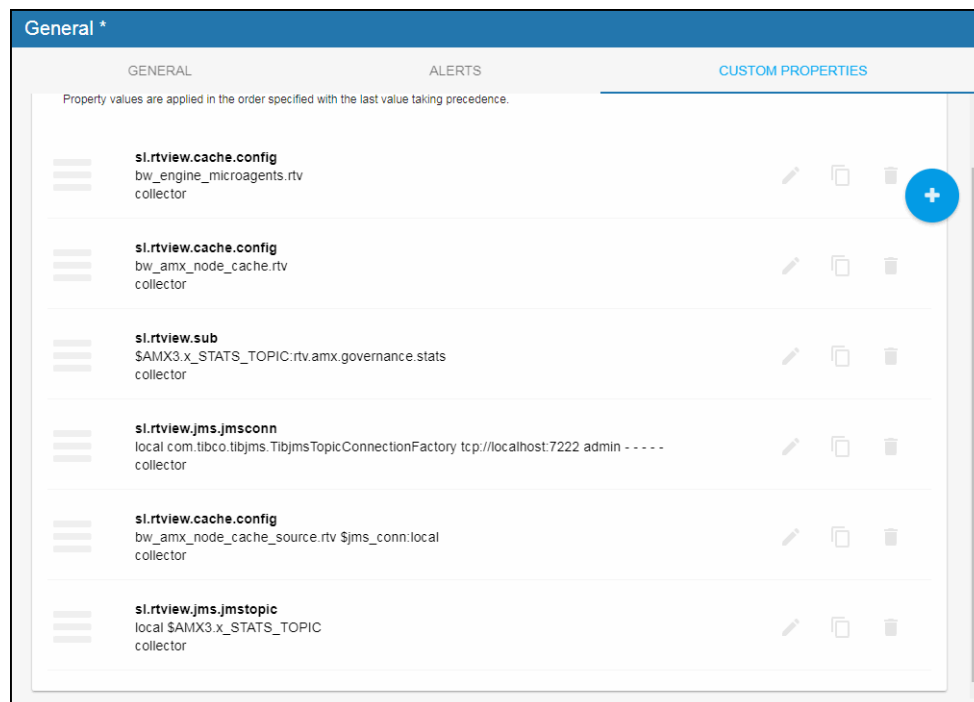 General *
GENERAL ALERTS CUSTOM PROPERTIES
Property values are applied in the order specified with the last value taking precedence.
sl.rtview.cache.config
bw_engine_microagents.rtv
collector
sl.rtview.cache.config
bw_amx_node_cache.rtv
collector
sl.rtview.sub
$AMX3.x_STATS_TOPIC:rtv.amx.governance.stats
collector
sl.rtview.jms.jmsconn
local com.tibco.tibjms.TibjmsTopicConnectionFactory tcp://localhost:7222 admin - - - - -
collector
sl.rtview.cache.config
bw_amx_node_cache_source.rtv $jms_conn:local
collector
sl.rtview.jms.jmstopic
local $AMX3.x_STATS_TOPIC
collector